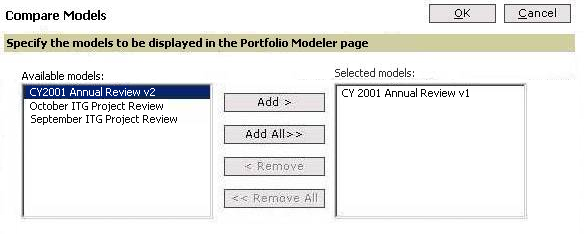 Compare Models
OK
Cancel
Specify the models to be displayed in the Portfolio Modeler page
Available models:
CY2001 Annual Review v2
October ITG Project Review
September ITG Project Review
Add >
Add All>>
< Remove
<< Remove All
Selected models:
CY 2001 Annual Review v1